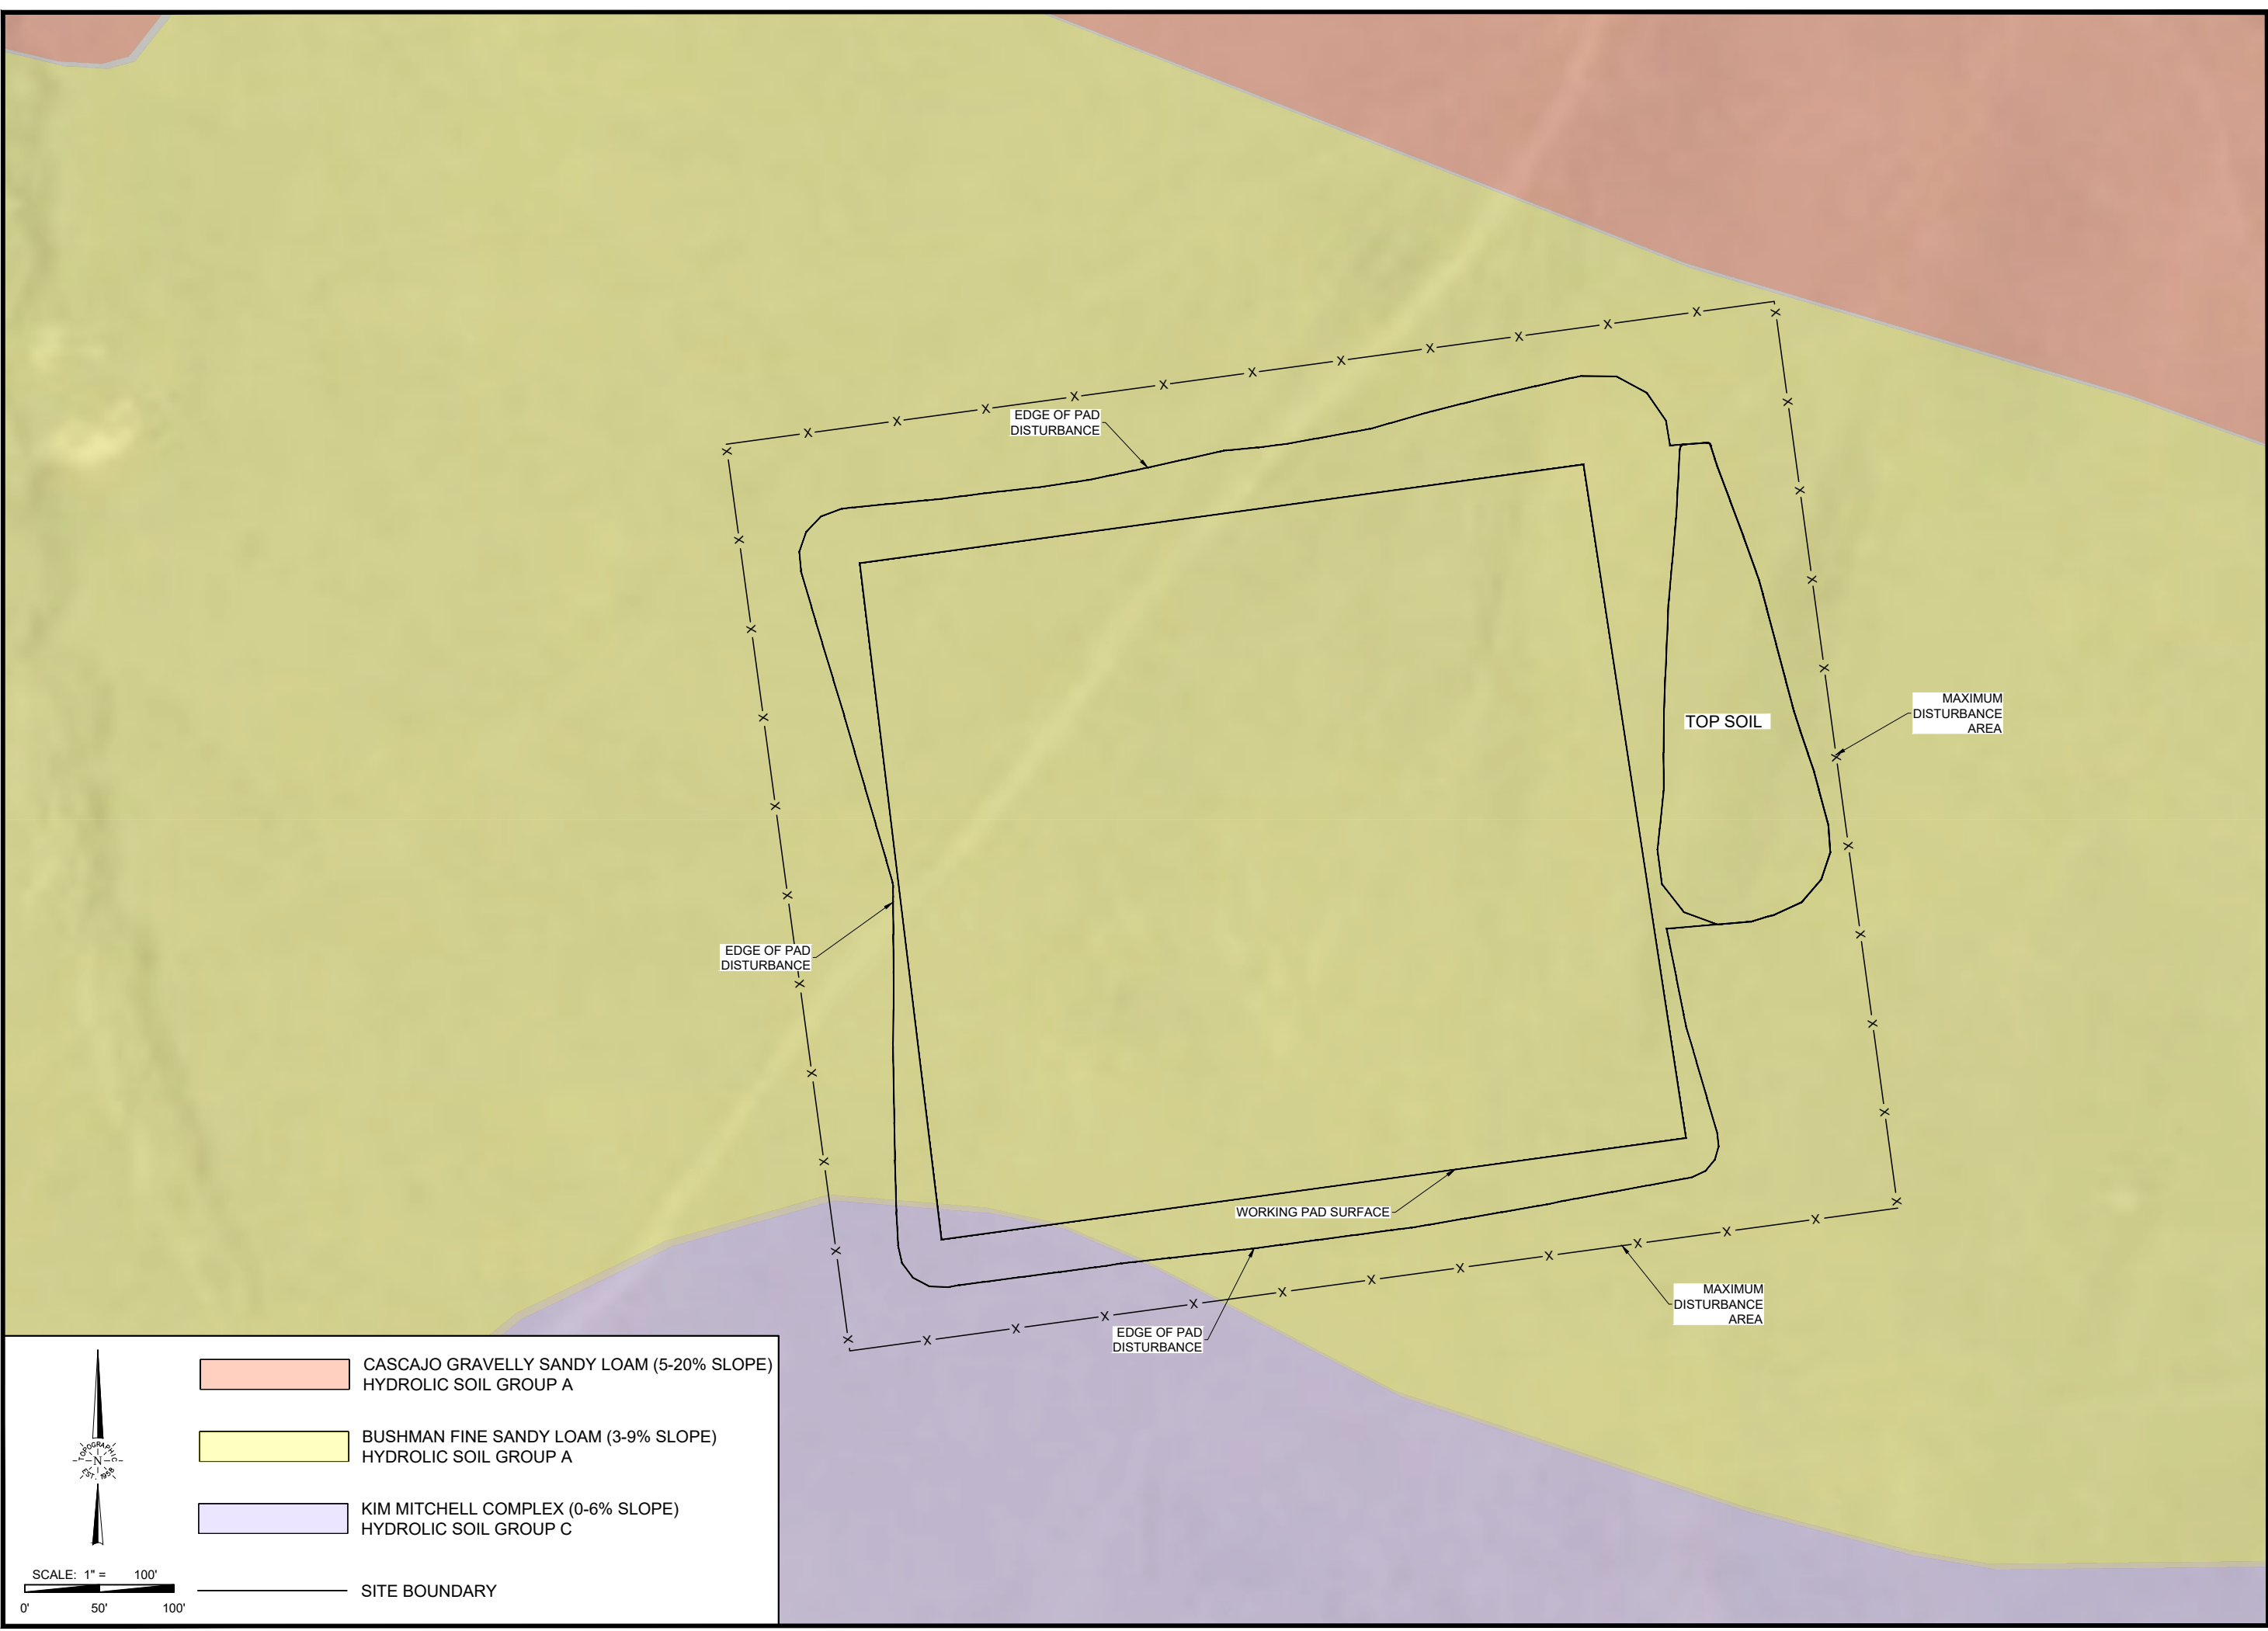 EDGE OF PAD
DISTURBANCE
MAXIMUM
DISTURBANCE
AREA
TOP SOIL
EDGE OF PAD
DISTURBANCE
WORKING PAD SURFACE
MAXIMUM
DISTURBANCE
AREA
EDGE OF PAD
DISTURBANCE
CASCAJO GRAVELLY SANDY LOAM (5-20% SLOPE)
HYDROLIC SOIL GROUP A
BUSHMAN FINE SANDY LOAM (3-9% SLOPE)
HYDROLIC SOIL GROUP A
KIM MITCHELL COMPLEX (0-6% SLOPE)
HYDROLIC SOIL GROUP C
SITE BOUNDARY
TOPOGRAPHIC
N
EST. 1958
SCALE: 1" = 100'
0' 50' 100'